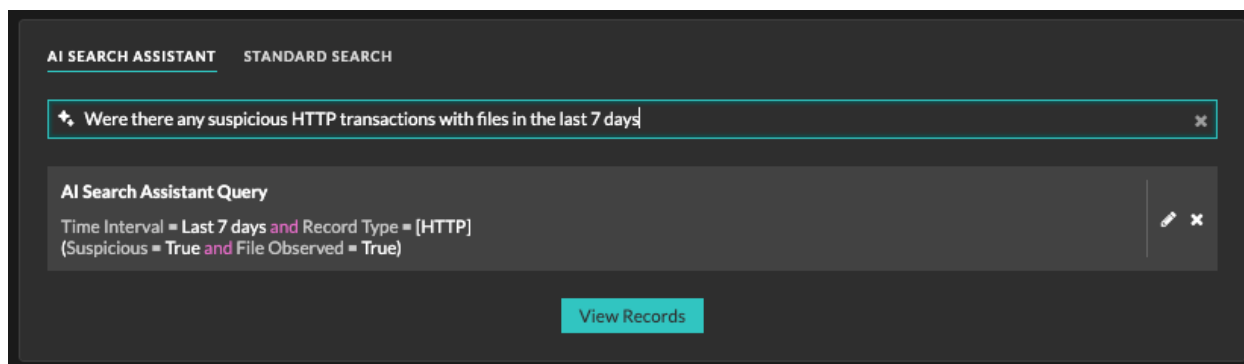 AI SEARCH ASSISTANT STANDARD SEARCH
Were there any suspicious HTTP transactions with files in the last 7 days
AI Search Assistant Query
Time Interval = Last 7 days and Record Type = [HTTP]
(Suspicious = True and File Observed = True)
View Records